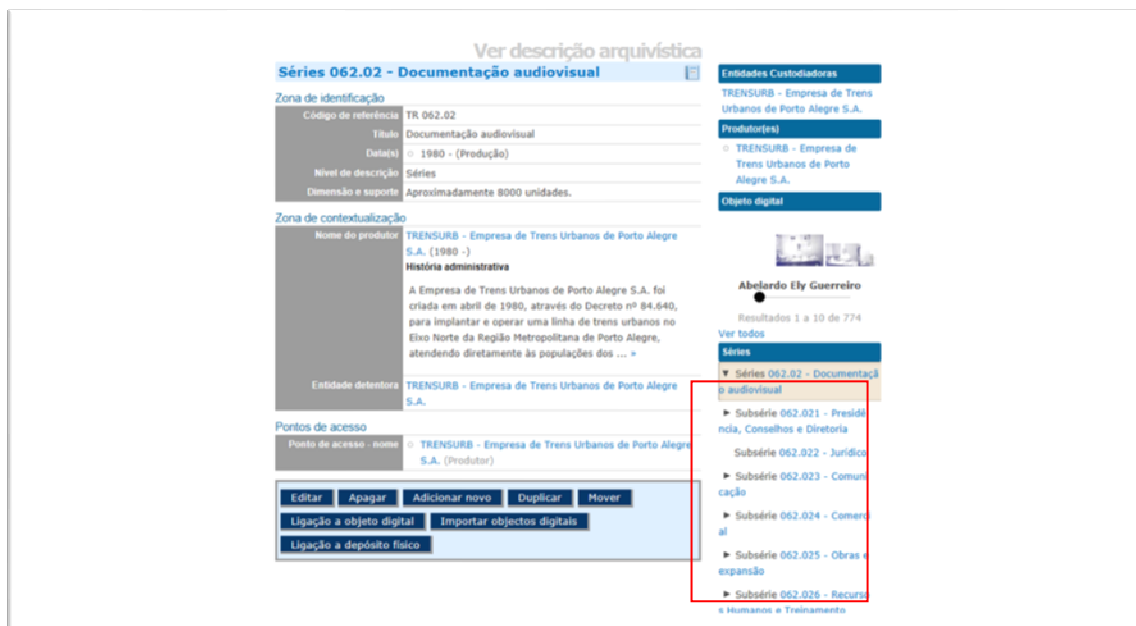 Ver descrição arquivística
Séries 062.02 - Documentação audiovisual
Zona de identificação
Código de referência TR 062.02
Título Documentação audiovisual
Data(s) 1980 - (Produção)
Nível de descrição Séries
Dimensão e suporte Aproximadamente 8000 unidades.
Zona de contextualização
Nome do produtor TRENSURB - Empresa de Trens Urbanos de Porto Alegre
S.A. (1980 -)
História administrativa
A Empresa de Trens Urbanos de Porto Alegre S.A. foi
criada em abril de 1980, através do Decreto nº 84.640,
para implantar e operar uma linha de trens urbanos no
Eixo Norte da Região Metropolitana de Porto Alegre,
atendendo diretamente às populações dos ... »
Entidade detentora TRENSURB - Empresa de Trens Urbanos de Porto Alegre
S.A.
Pontos de acesso
Ponto de acesso - nome TRENSURB - Empresa de Trens Urbanos de Porto Alegre
S.A. (Produtor)
Editar Apagar Adicionar novo Duplicar Mover
Ligação a objeto digital Importar objectos digitais
Ligação a depósito físico
Entidades Custodiadoras
TRENSURB - Empresa de Trens
Urbanos de Porto Alegre S.A.
Produtor(es)
TRENSURB - Empresa de
Trens Urbanos de Porto
Alegre S.A.
Objeto digital
Abelardo Ely Guerreiro
Resultados 1 a 10 de 774
Ver todos
Séries
▼ Séries 062.02 - Documentaçã
o audiovisual
► Subsérie 062.021 - Presidê
ncia, Conselhos e Diretoria
Subsérie 062.022 - Jurídico
► Subsérie 062.023 - Comuni
cação
► Subsérie 062.024 - Comerci
al
► Subsérie 062.025 - Obras e
expansão
► Subsérie 062.026 - Recurso
s Humanos e Treinamento